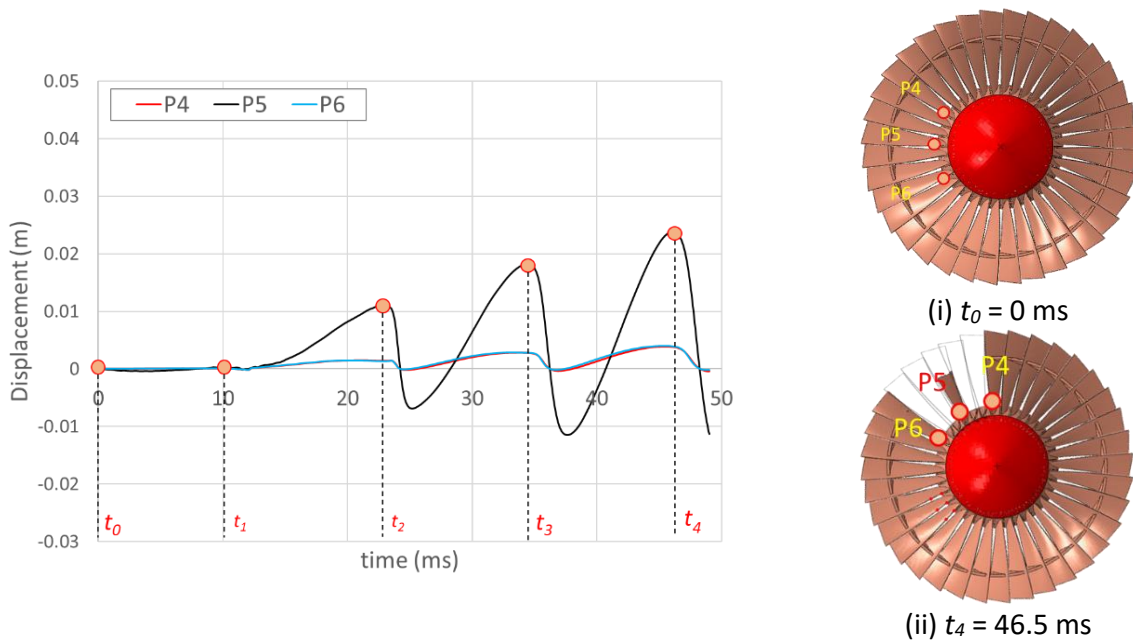 0.05
0.04
0.03
0.02
0.01
0
-0.01
-0.02
-0.03
Displacement (m)
P4 P5 P6
0 10 20 30 40 50
t0 t1 t2 t3 t4
time (ms)
P4
P5
P6
(i) t0 = 0 ms
P4
P5
P6
(ii) t4 = 46.5 ms